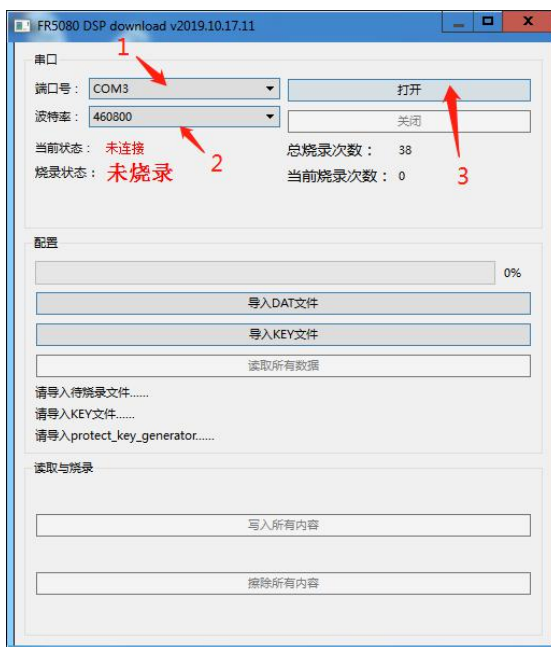 FR5080 DSP download v2019.10.17.11
1
串口
端口号： COM3 打开
波特率： 460800 关闭
2
3
当前状态： 未连接 总烧录次数： 38
烧录状态： 未烧录 当前烧录次数： 0
配置
0%
导入DAT文件
导入KEY文件
读取所有数据
请导入待烧录文件......
请导入KEY文件......
请导入protect_key_generator......
读取与烧录
写入所有内容
擦除所有内容